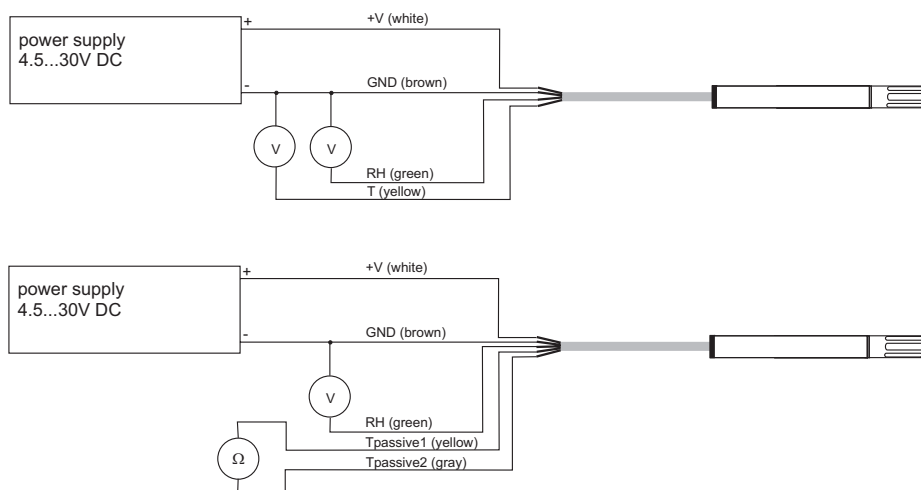 +V (white)
+
power supply
4.5...30V DC
-
GND (brown)
V
V
RH (green)
T (yellow)
+V (white)
+
power supply
4.5...30V DC
-
GND (brown)
V
RH (green)
Tpassive1 (yellow)
Ω
Tpassive2 (gray)